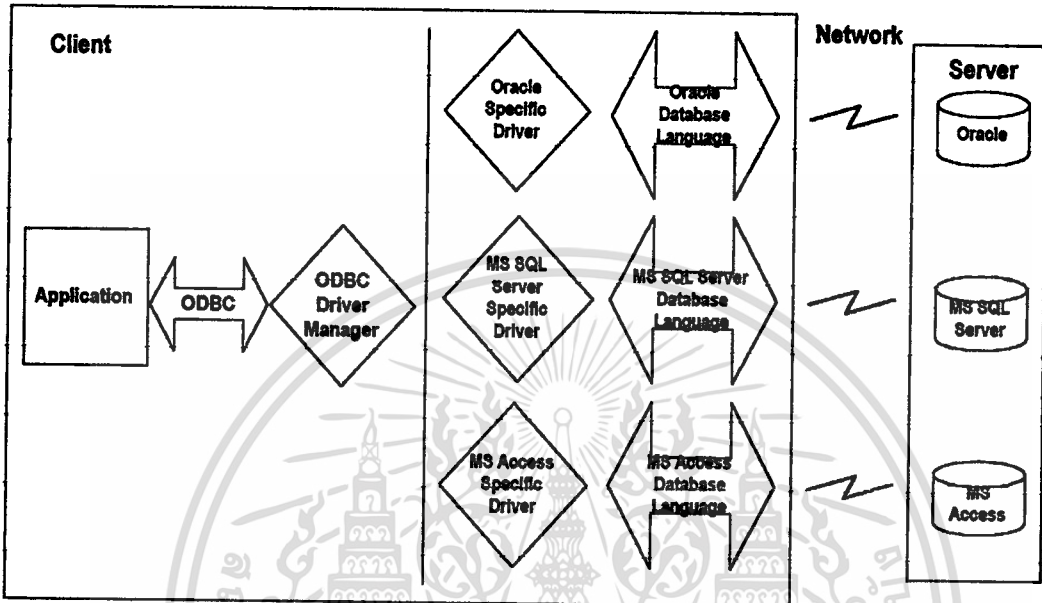 Client
Network
Server
Oracle
Specific
Driver
Oracle
Database
Language
Oracle
Application
ODBC
ODBC
Driver
Manager
MS SQL
Server
Specific
Driver
MS SQL Server
Database
Language
MS SQL
Server
MS Access
Specific
Driver
MS Access
Database
Language
MS
Access